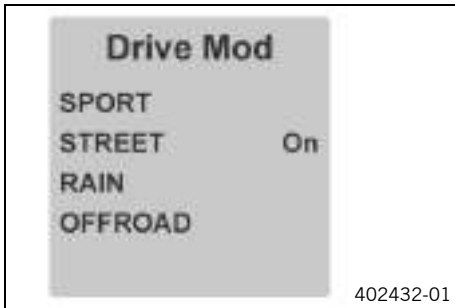 Drive Mod
SPORT
STREET On
RAIN
OFFROAD
402432-01